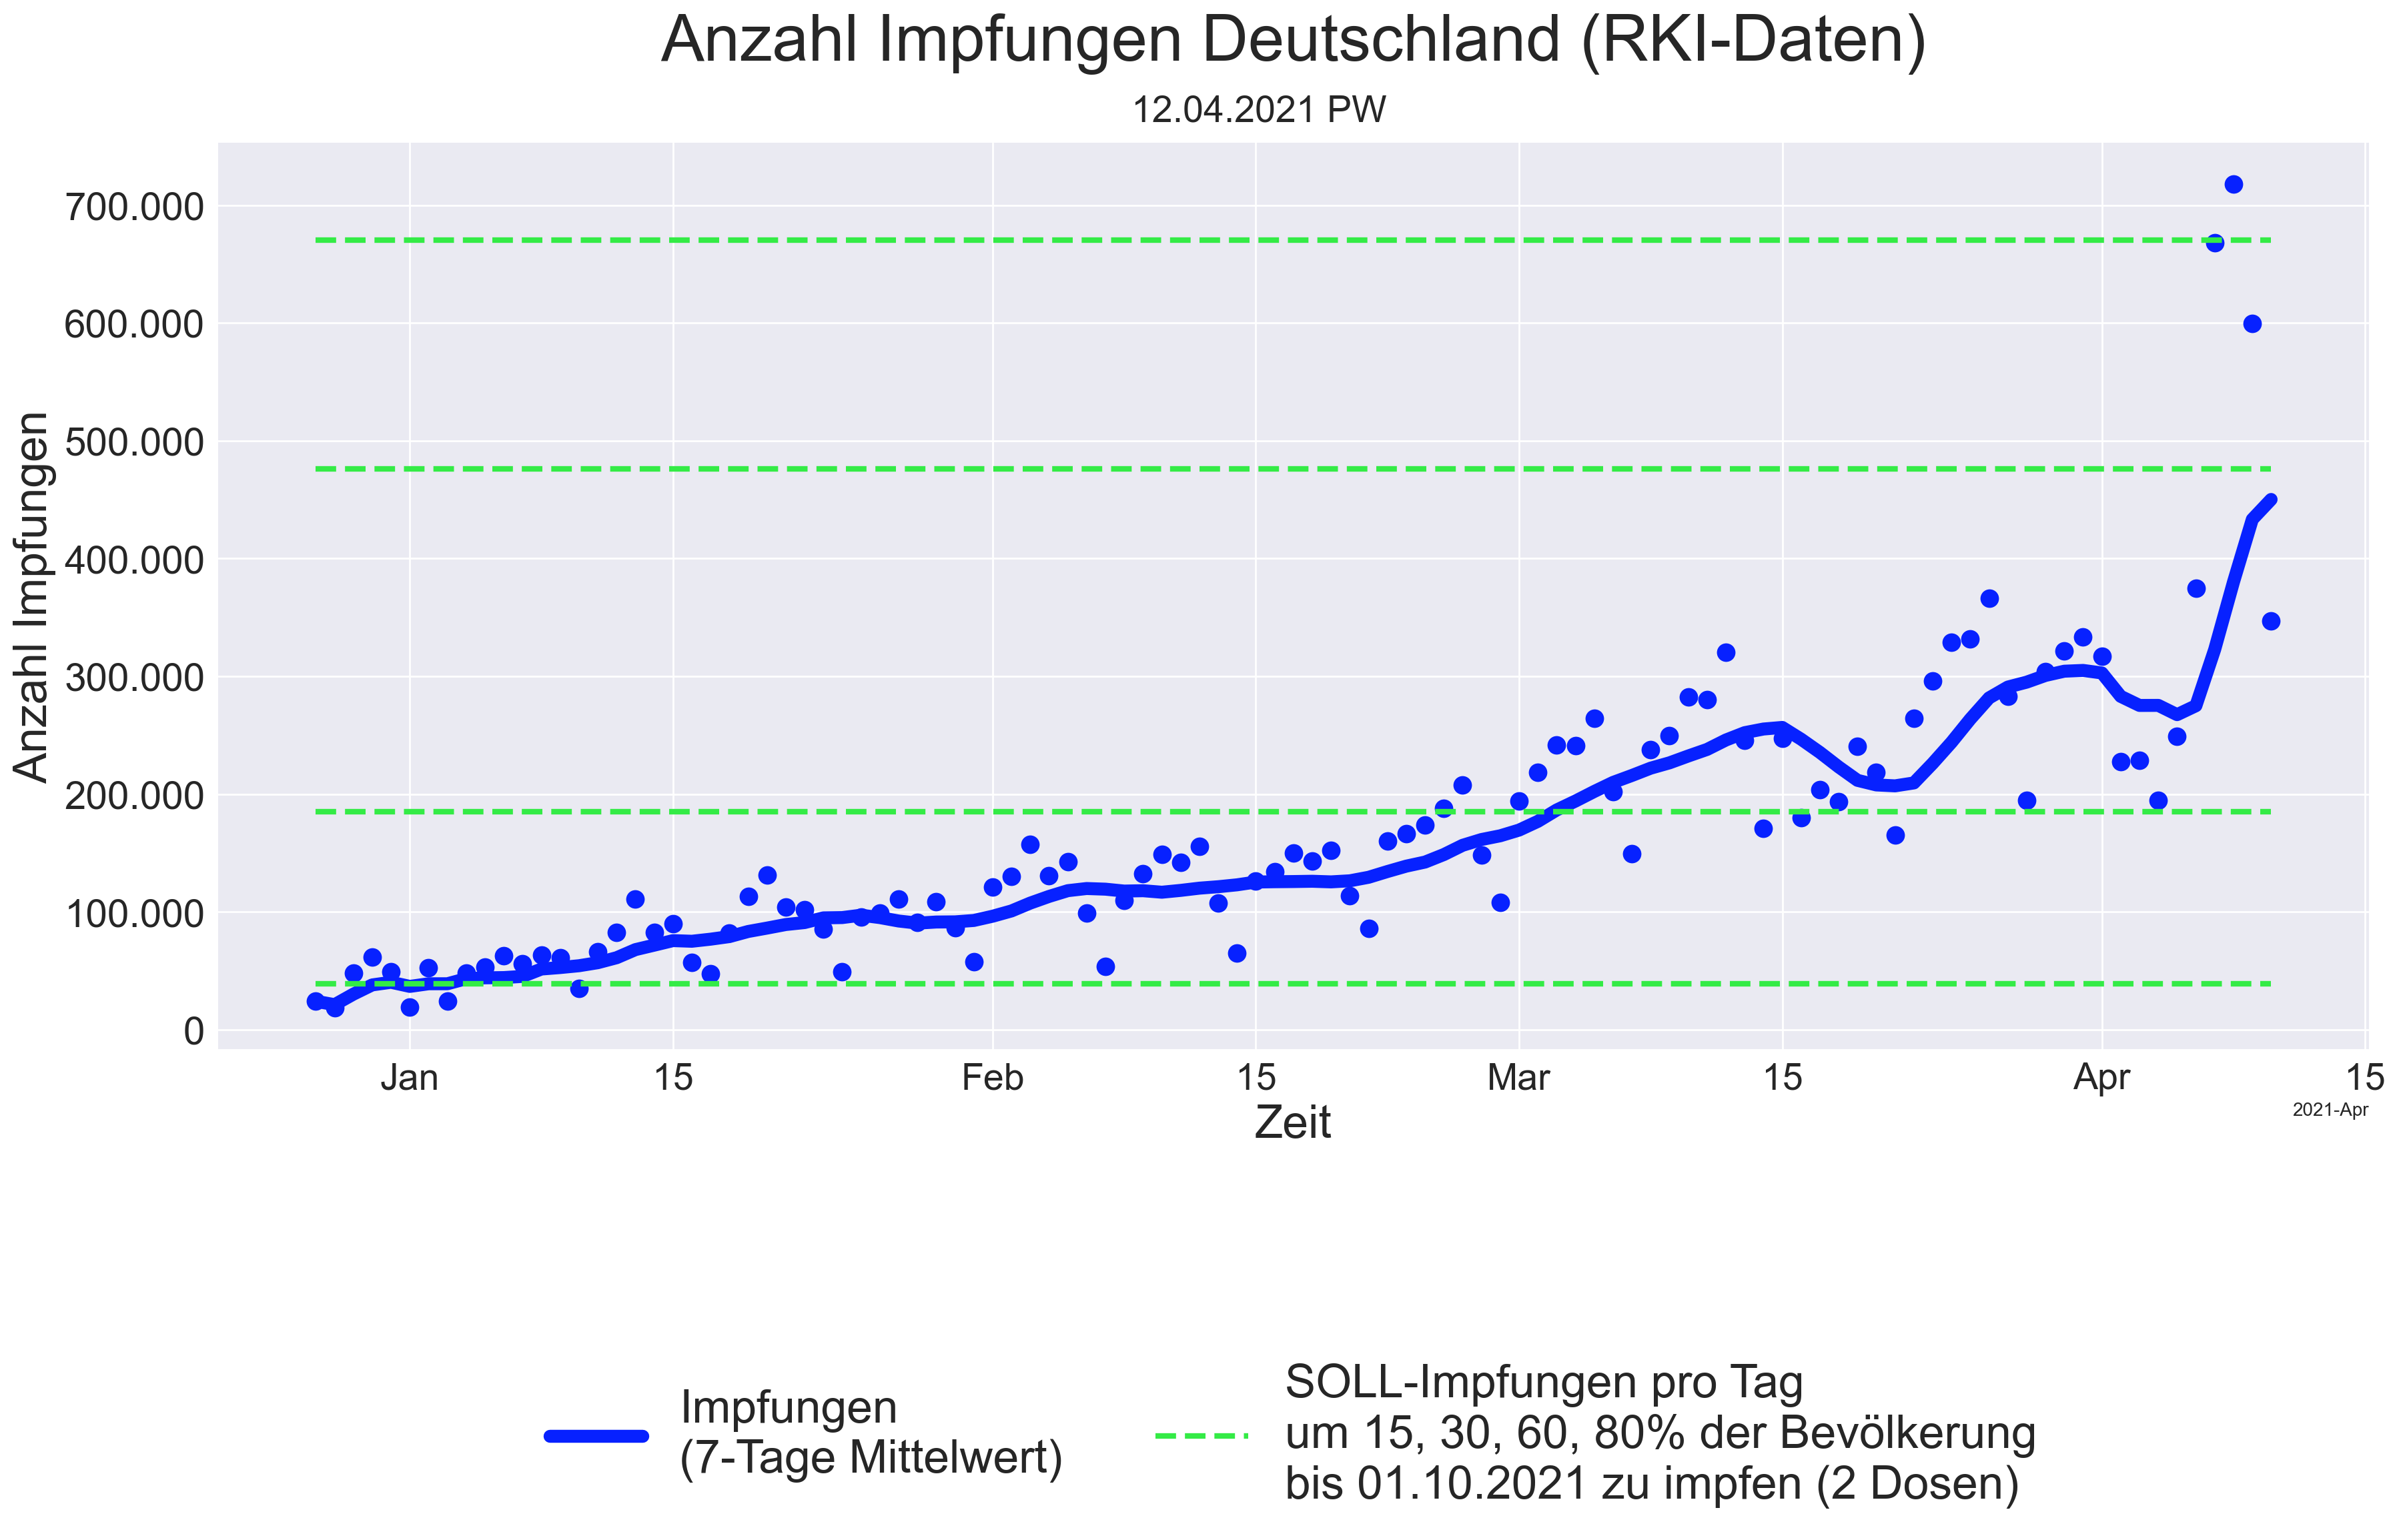 Anzahl Impfungen Deutschland (RKI-Daten)
12.04.2021 PW
Anzahl Impfungen
700.000
600.000
500.000
400.000
300.000
200.000
100.000
0
Jan 15 Feb 15 Mar 15 Apr 15
2021-Apr
Zeit
Impfungen
(7-Tage Mittelwert)
SOLL-Impfungen pro Tag
um 15, 30, 60, 80% der Bevölkerung
bis 01.10.2021 zu impfen (2 Dosen)